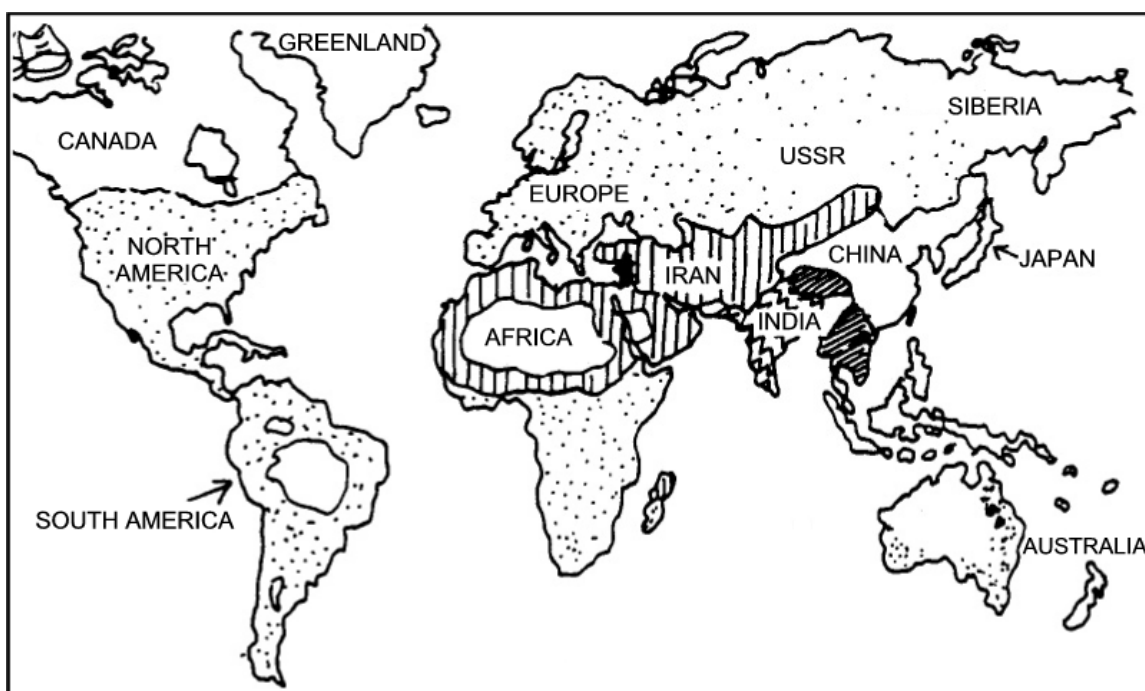 GREENLAND
CANADA
SIBERIA
USSR
EUROPE
NORTH
AMERICA
CHINA
IRAN
JAPAN
INDIA
AFRICA
SOUTH AMERICA
AUSTRALIA